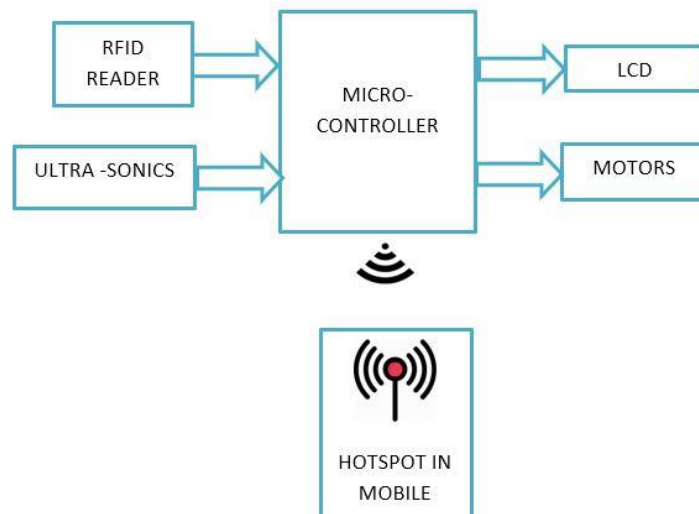 RFID
READER
MICRO-
CONTROLLER
LCD
ULTRA -SONICS
MOTORS
HOTSPOT IN
MOBILE